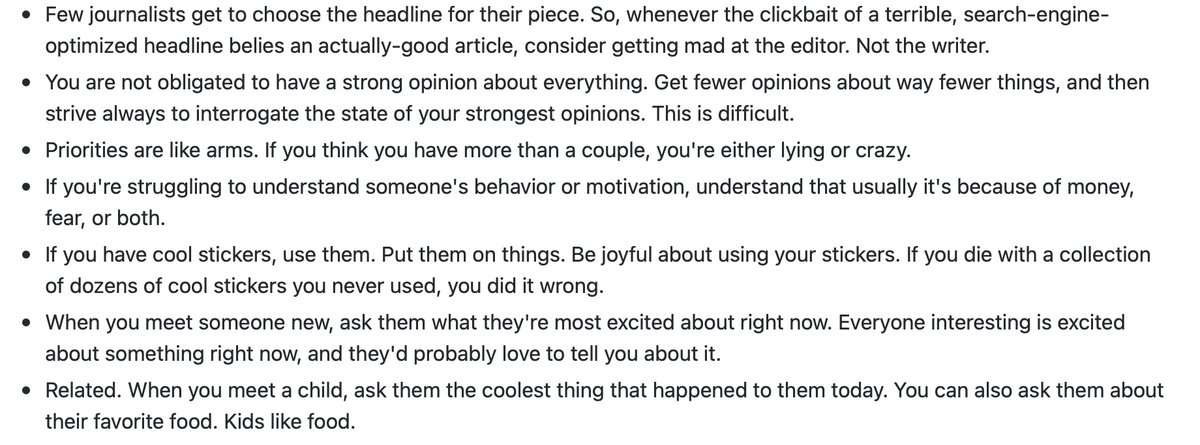 • Few journalists get to choose the headline for their piece. So, whenever the clickbait of a terrible, search-engine-
optimized headline belies an actually-good article, consider getting mad at the editor. Not the writer.
• You are not obligated to have a strong opinion about everything. Get fewer opinions about way fewer things, and then
strive always to interrogate the state of your strongest opinions. This is difficult.
• Priorities are like arms. If you think you have more than a couple, you're either lying or crazy.
• If you're struggling to understand someone's behavior or motivation, understand that usually it's because of money,
fear, or both.
• If you have cool stickers, use them. Put them on things. Be joyful about using your stickers. If you die with a collection
of dozens of cool stickers you never used, you did it wrong.
• When you meet someone new, ask them what they're most excited about right now. Everyone interesting is excited
about something right now, and they'd probably love to tell you about it.
• Related. When you meet a child, ask them the coolest thing that happened to them today. You can also ask them about
their favorite food. Kids like food.